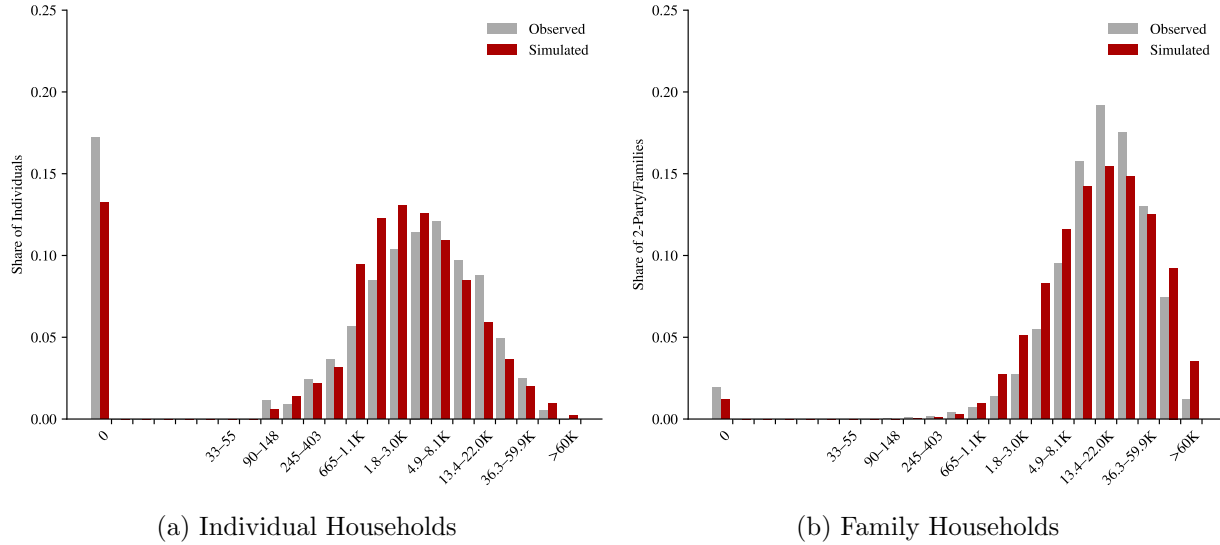 0.25
0.20
0.15
0.10
0.05
0.00
Share of Individuals
Observed
Simulated
0
33–55
90–148
245–403
665–1.1K
1.8–3.0K
4.9–8.1K
13.4–22.0K
36.3–59.9K
>60K
(a) Individual Households
0.25
0.20
0.15
0.10
0.05
0.00
Share of 2-Party/Families
Observed
Simulated
0
33–55
90–148
245–403
665–1.1K
1.8–3.0K
4.9–8.1K
13.4–22.0K
36.3–59.9K
>60K
(b) Family Households